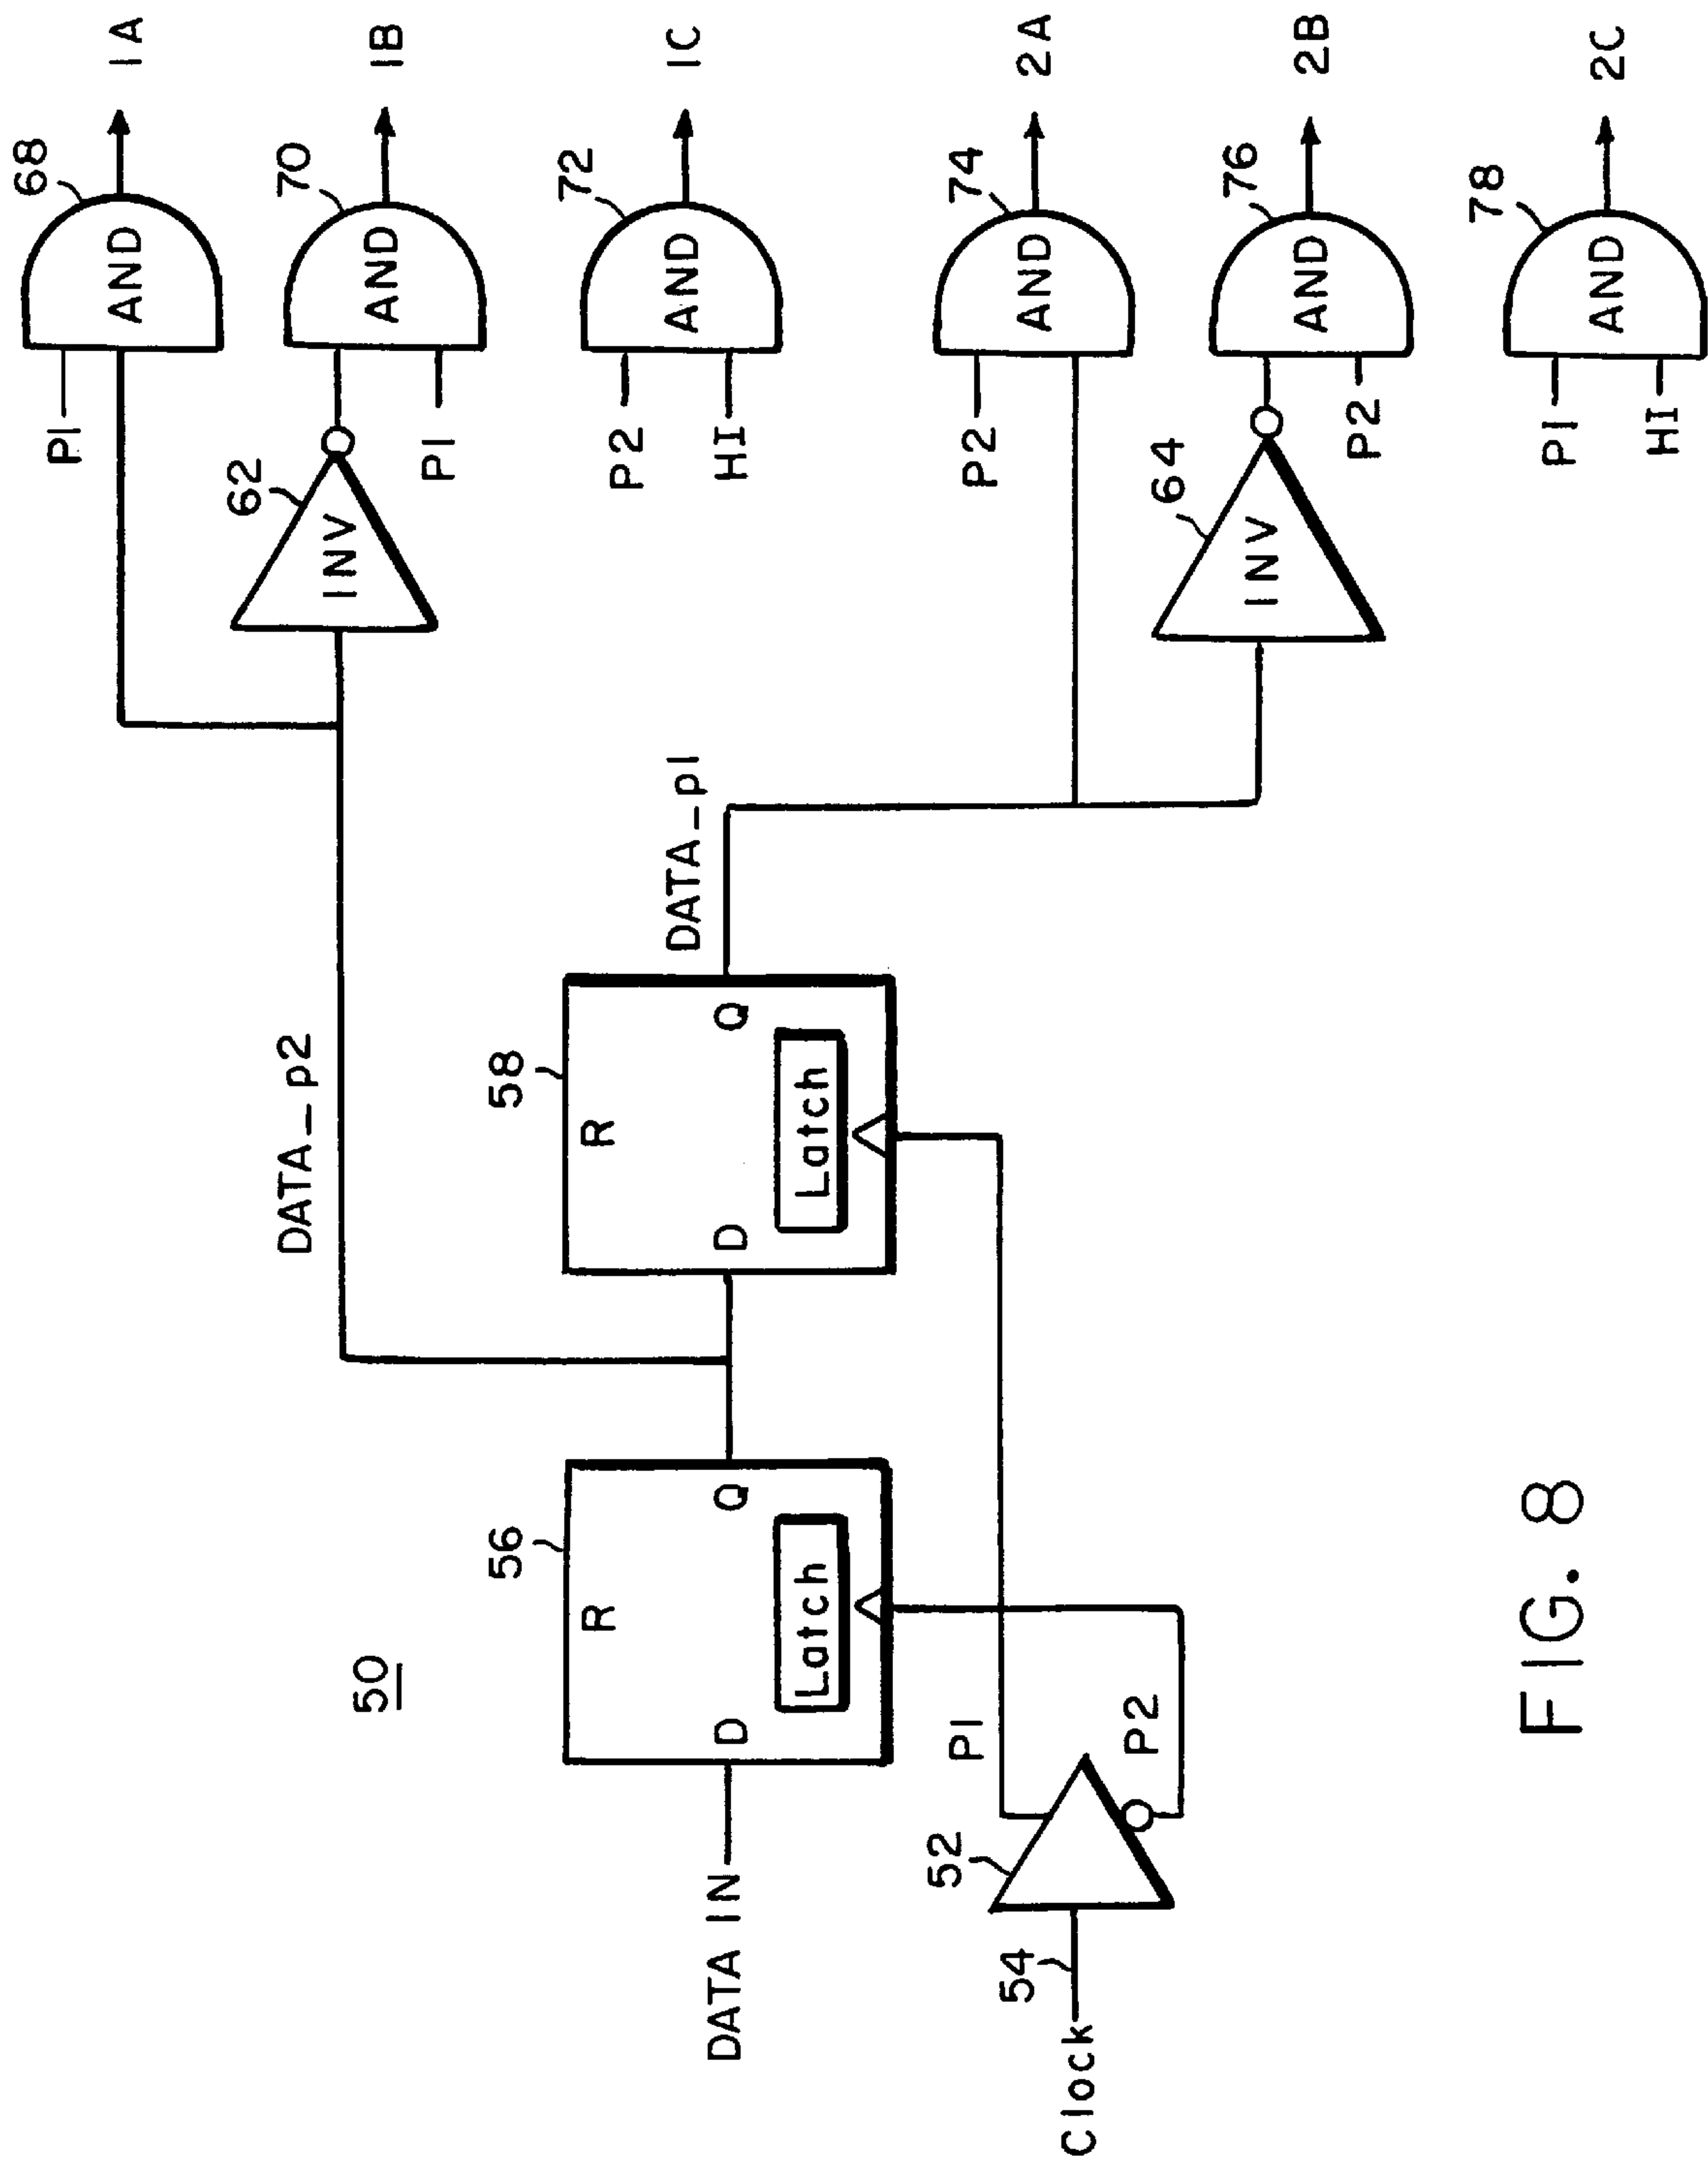 50
DATA IN
D
R
56
Q
Latch
D
R
58
Q
Latch
DATA_p2
DATA_p1
Clock
54
52
P1
P2
62
INV
64
INV
P1
AND
68
1A
P1
AND
70
1B
P2
HI
AND
72
1C
P2
AND
74
2A
P2
AND
76
2B
P1
HI
AND
78
2C
FIG. 8